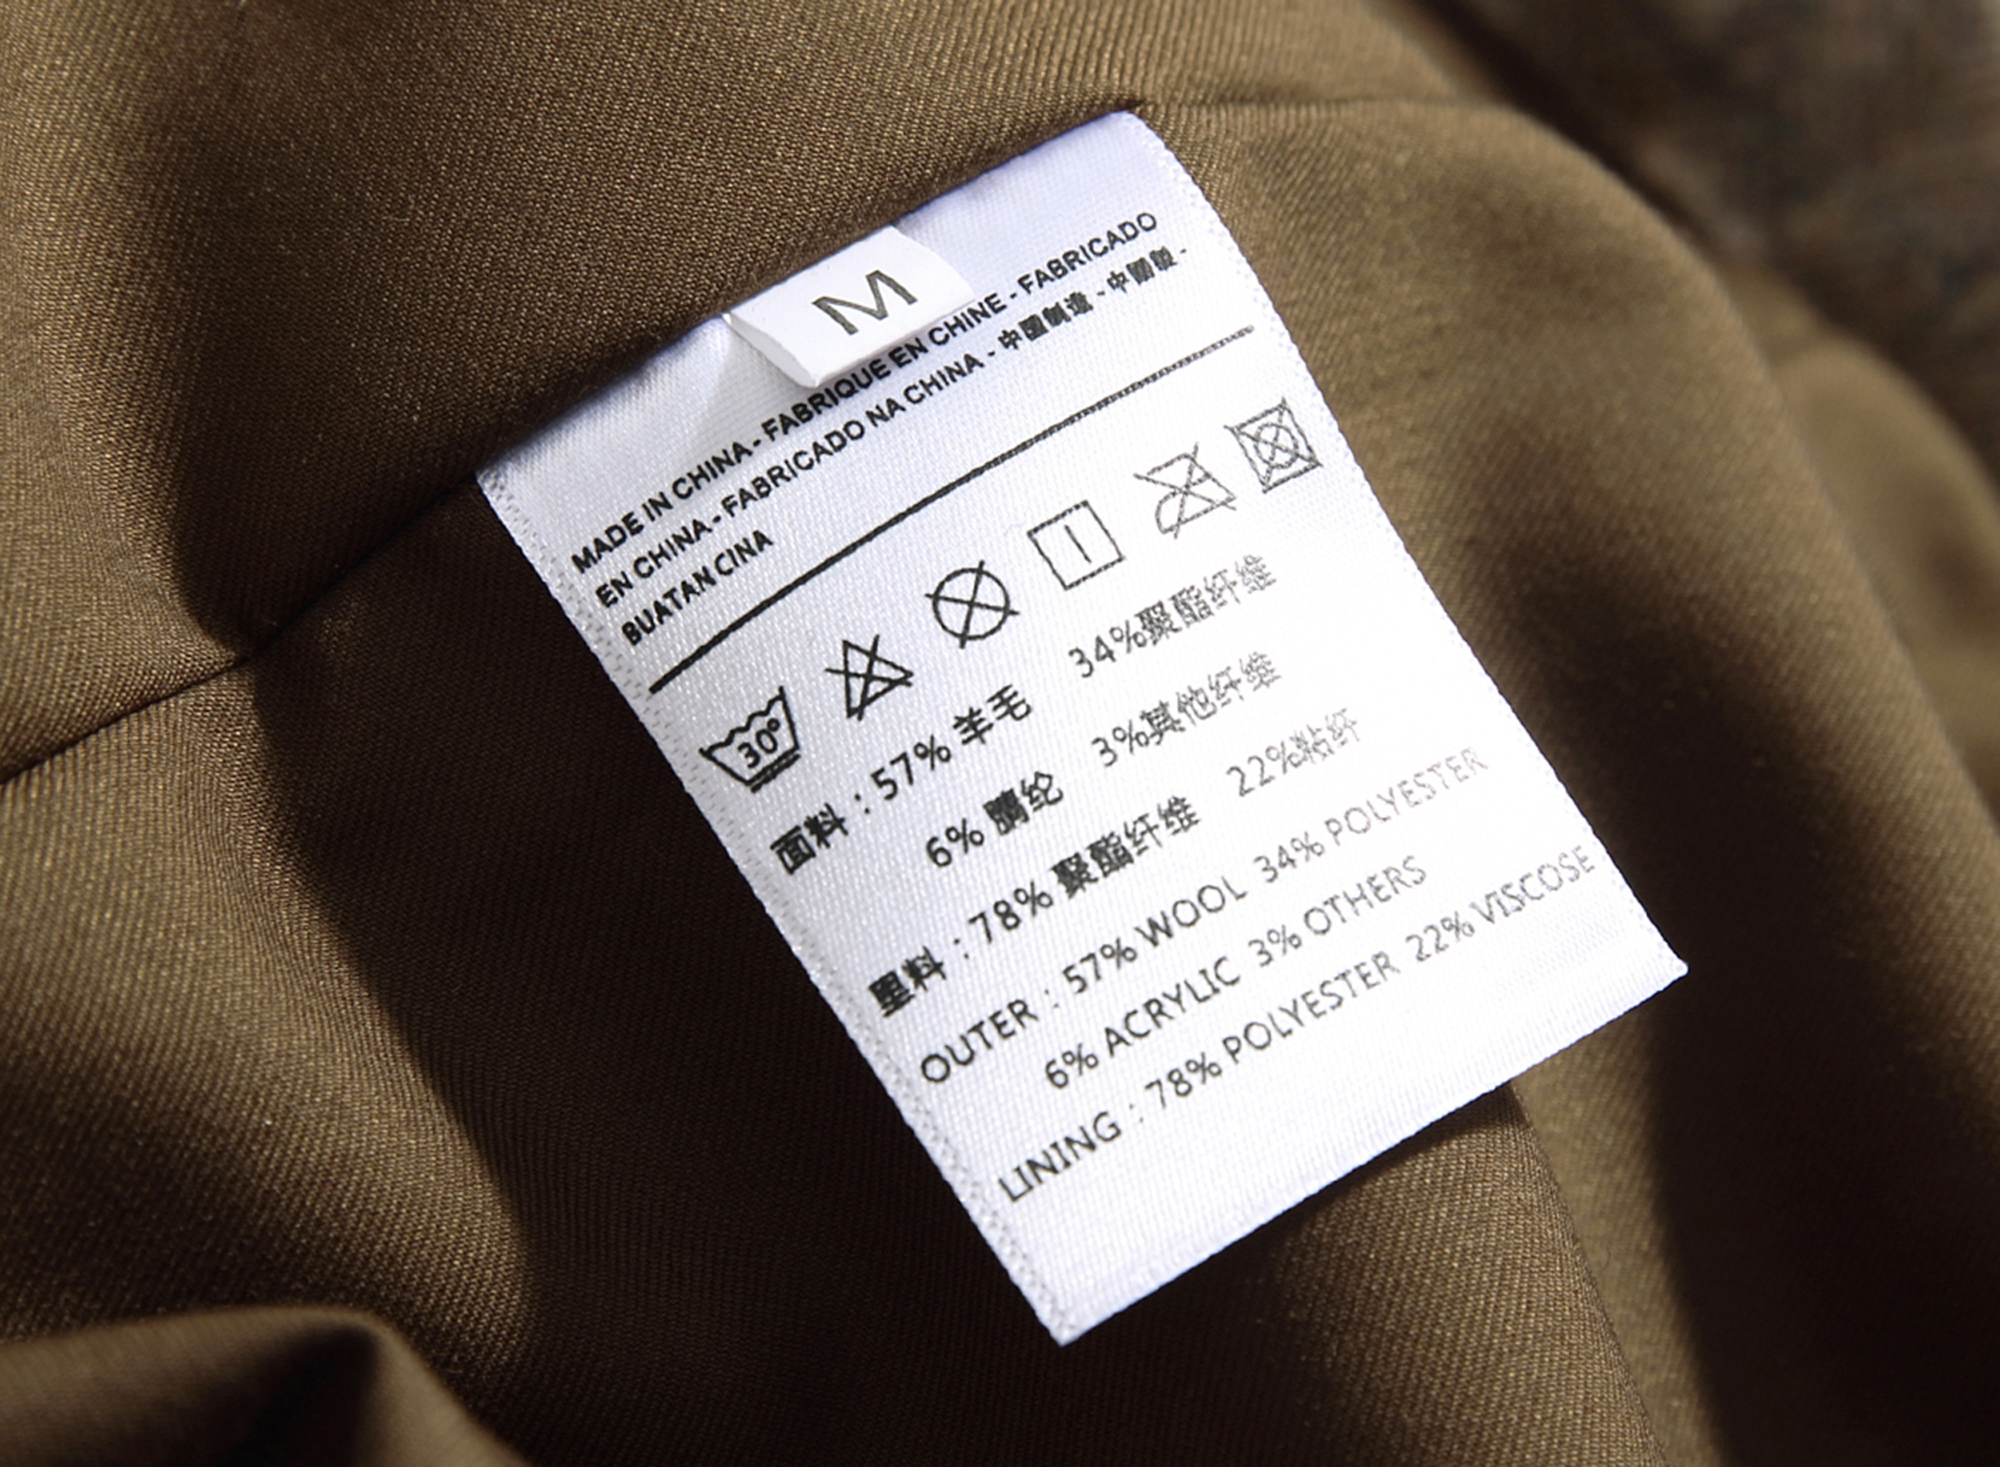 M
MADE IN CHINA - FABRIQUE EN CHINE - FABRICADO
EN CHINA - FABRICADO NA CHINA - 中國制造 - 中國製 -
BUATAN CINA
30°
面料：57% 羊毛 34%聚酯纤维
6% 腈纶 3%其他纤维
里料：78% 聚酯纤维 22%粘纤
OUTER : 57% WOOL 34% POLYESTER
6% ACRYLIC 3% OTHERS
LINING : 78% POLYESTER 22% VISCOSE